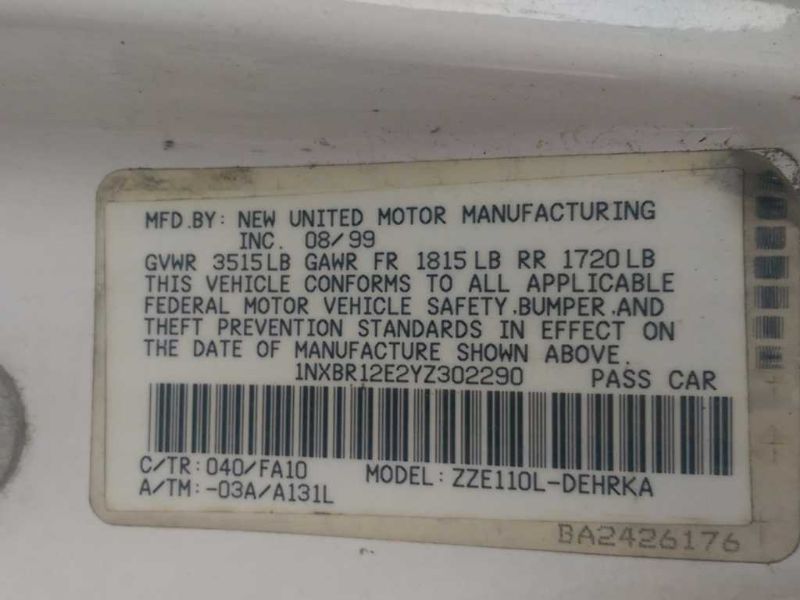 MFD.BY: NEW UNITED MOTOR MANUFACTURING
INC. 08/99
GVWR 3515LB GAWR FR 1815LB RR 1720LB
THIS VEHICLE CONFORMS TO ALL APPLICABLE
FEDERAL MOTOR VEHICLE SAFETY,BUMPER,AND
THEFT PREVENTION STANDARDS IN EFFECT ON
THE DATE OF MANUFACTURE SHOWN ABOVE.
1NXBR12E2YZ302290 PASS CAR
C/TR: 040/FA10 MODEL: ZZE110L-DEHRKA
A/TM: -03A/A131L
BA2426176